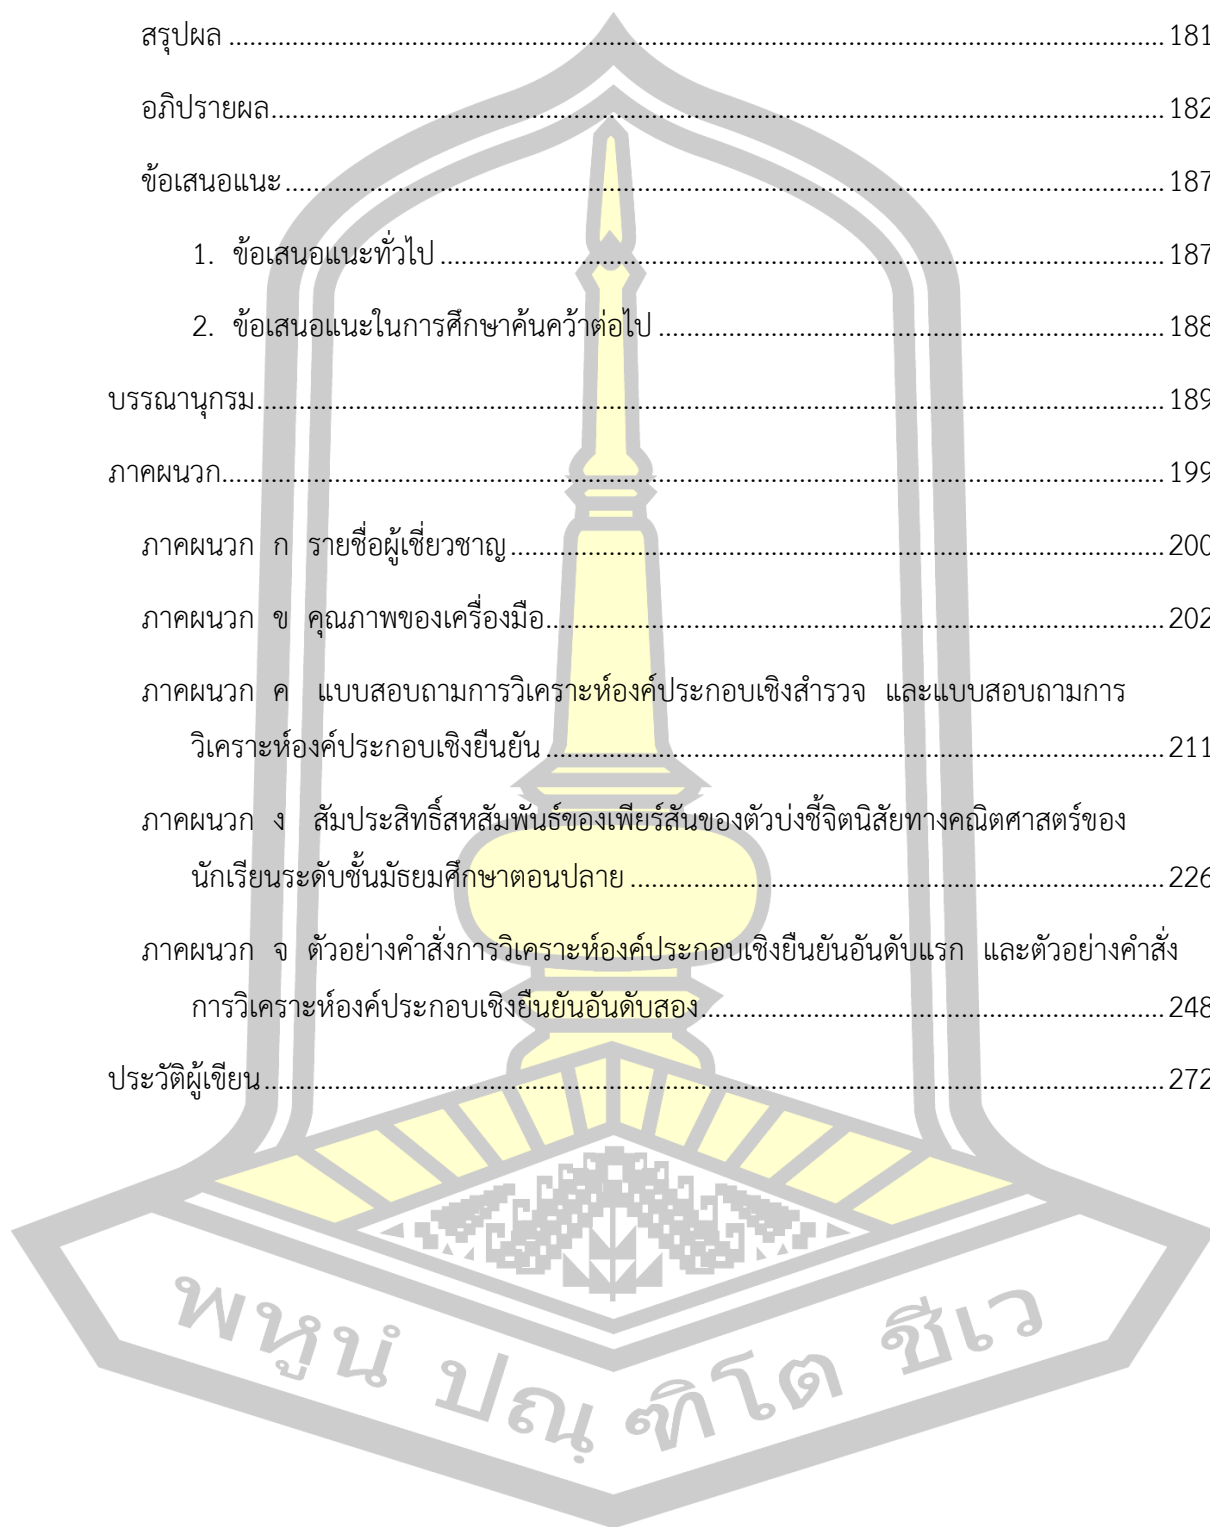 สรุปผล ........................................................................................................ 181
อภิปรายผล........................................................................................................ 182
ข้อเสนอแนะ ........................................................................................................ 187
1. ข้อเสนอแนะทั่วไป ........................................................................................................ 187
2. ข้อเสนอแนะในการศึกษาค้นคว้าต่อไป ........................................................................................................ 188
บรรณานุกรม........................................................................................................ 189
ภาคผนวก........................................................................................................ 199
ภาคผนวก ก รายชื่อผู้เชี่ยวชาญ ........................................................................................................ 200
ภาคผนวก ข คุณภาพของเครื่องมือ........................................................................................................ 202
ภาคผนวก ค แบบสอบถามการวิเคราะห์องค์ประกอบเชิงสำรวจ และแบบสอบถามการ
วิเคราะห์องค์ประกอบเชิงยืนยัน ........................................................................................................ 211
ภาคผนวก ง สัมประสิทธิ์สหสัมพันธ์ของเพียร์สันของตัวบ่งชี้จิตนิสัยทางคณิตศาสตร์ของ
นักเรียนระดับชั้นมัธยมศึกษาตอนปลาย ........................................................................................................ 226
ภาคผนวก จ ตัวอย่างคำสั่งการวิเคราะห์องค์ประกอบเชิงยืนยันอันดับแรก และตัวอย่างคำสั่ง
การวิเคราะห์องค์ประกอบเชิงยืนยันอันดับสอง........................................................................................................ 248
ประวัติผู้เขียน ........................................................................................................ 272
พหูนํ ปณฺ ฑิโต ชีเว